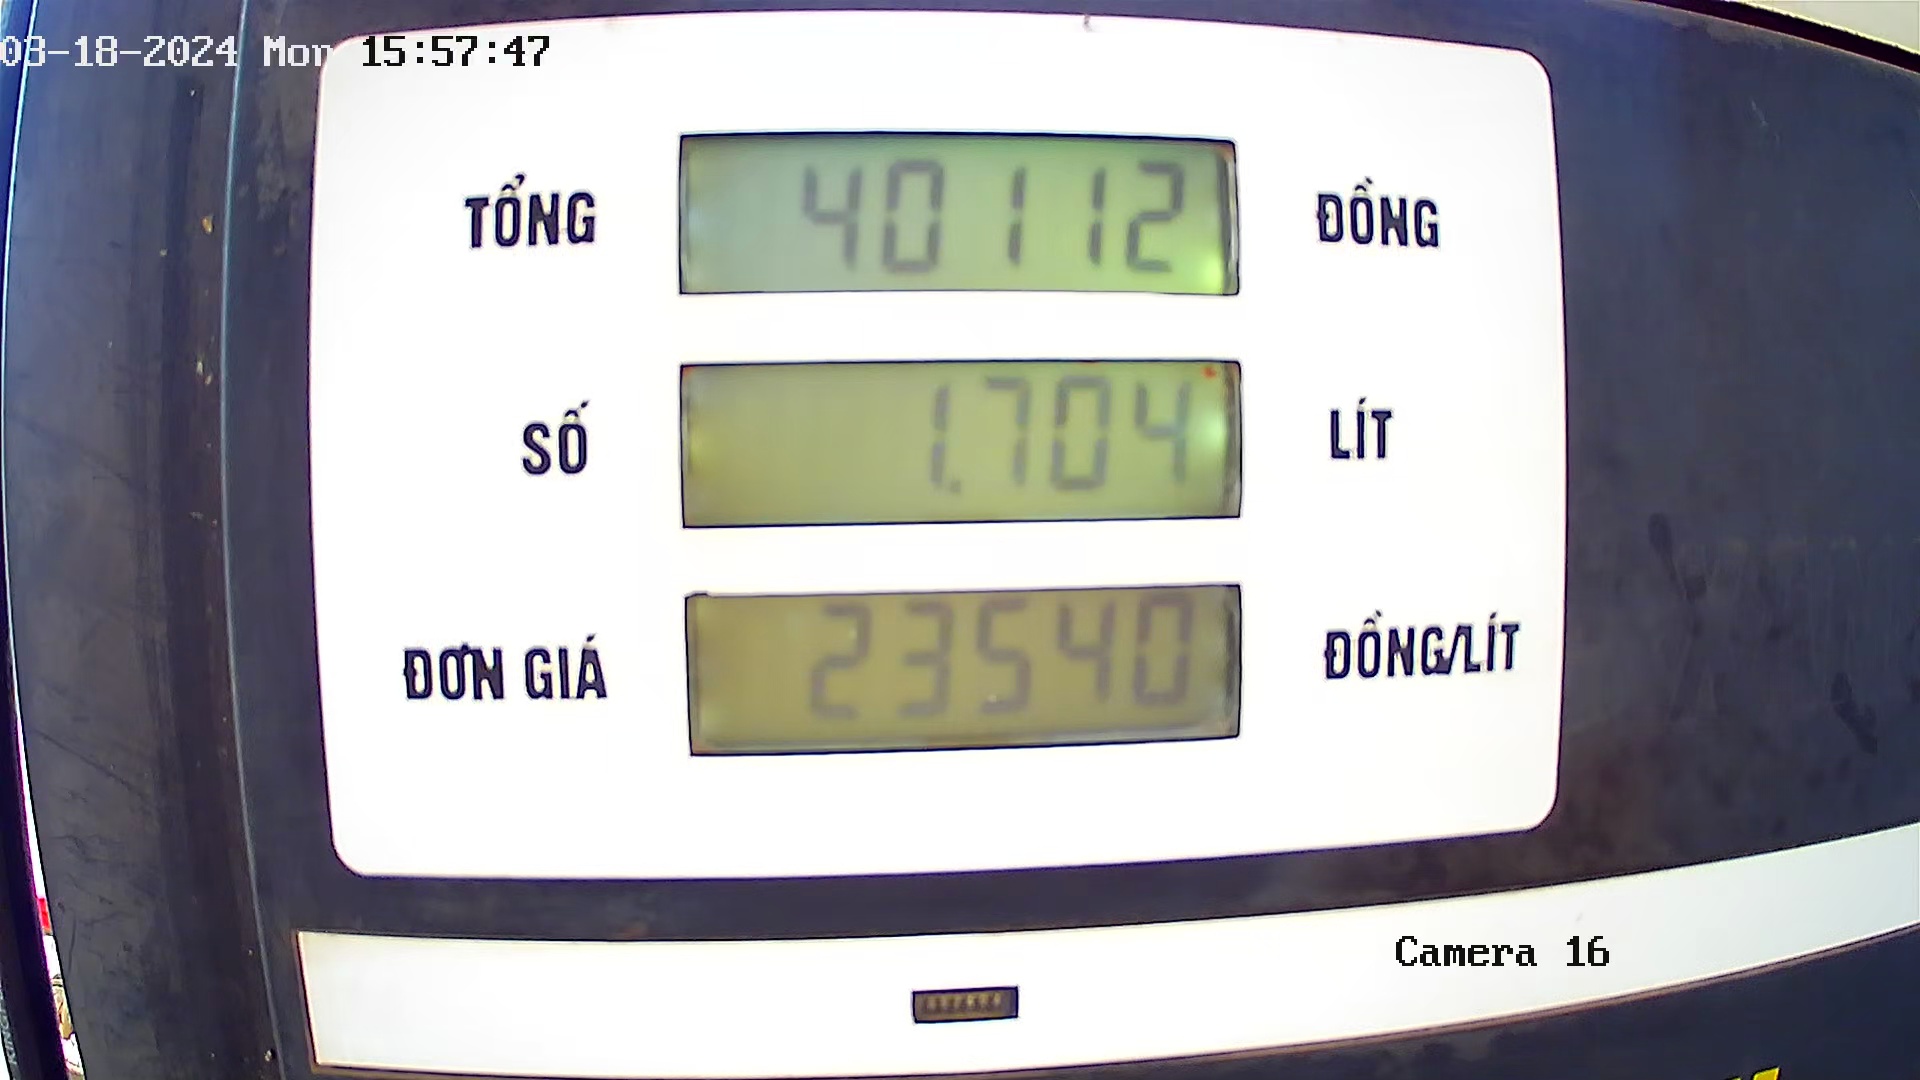 03-18-2024 Mon 15:57:47
TỔNG 40112 ĐỒNG
SỐ 1.704 LÍT
ĐƠN GIÁ 23540 ĐỒNG/LÍT
Camera 16